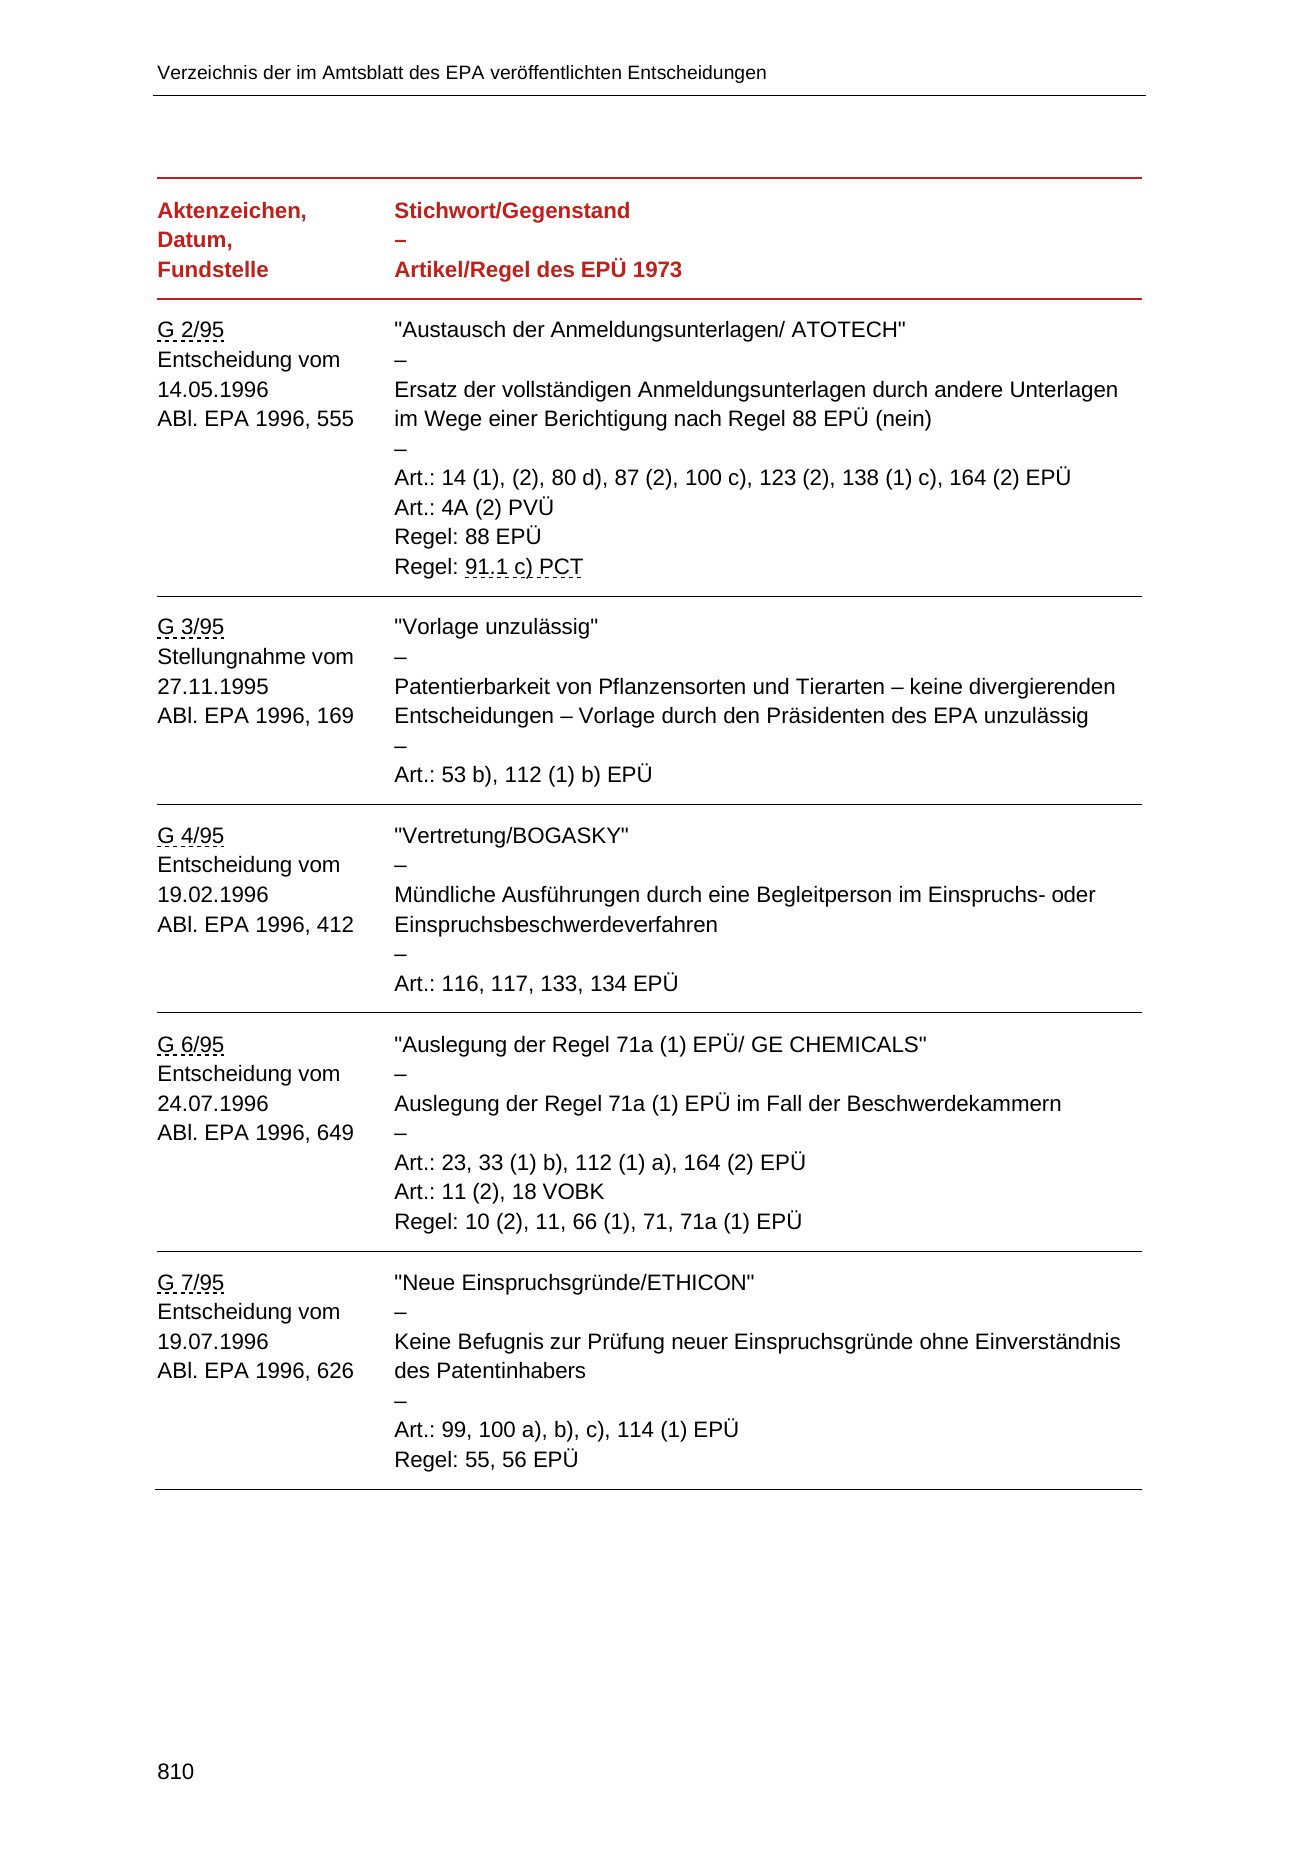 Verzeichnis der im Amtsblatt des EPA veröffentlichten Entscheidungen
Aktenzeichen,
Datum,
Fundstelle
Stichwort/Gegenstand
–
Artikel/Regel des EPÜ 1973
G 2/95
Entscheidung vom
14.05.1996
ABl. EPA 1996, 555
"Austausch der Anmeldungsunterlagen/ ATOTECH"
–
Ersatz der vollständigen Anmeldungsunterlagen durch andere Unterlagen
im Wege einer Berichtigung nach Regel 88 EPÜ (nein)
–
Art.: 14 (1), (2), 80 d), 87 (2), 100 c), 123 (2), 138 (1) c), 164 (2) EPÜ
Art.: 4A (2) PVÜ
Regel: 88 EPÜ
Regel: 91.1 c) PCT
G 3/95
Stellungnahme vom
27.11.1995
ABl. EPA 1996, 169
"Vorlage unzulässig"
–
Patentierbarkeit von Pflanzensorten und Tierarten – keine divergierenden
Entscheidungen – Vorlage durch den Präsidenten des EPA unzulässig
–
Art.: 53 b), 112 (1) b) EPÜ
G 4/95
Entscheidung vom
19.02.1996
ABl. EPA 1996, 412
"Vertretung/BOGASKY"
–
Mündliche Ausführungen durch eine Begleitperson im Einspruchs- oder
Einspruchsbeschwerdeverfahren
–
Art.: 116, 117, 133, 134 EPÜ
G 6/95
Entscheidung vom
24.07.1996
ABl. EPA 1996, 649
"Auslegung der Regel 71a (1) EPÜ/ GE CHEMICALS"
–
Auslegung der Regel 71a (1) EPÜ im Fall der Beschwerdekammern
–
Art.: 23, 33 (1) b), 112 (1) a), 164 (2) EPÜ
Art.: 11 (2), 18 VOBK
Regel: 10 (2), 11, 66 (1), 71, 71a (1) EPÜ
G 7/95
Entscheidung vom
19.07.1996
ABl. EPA 1996, 626
"Neue Einspruchsgründe/ETHICON"
–
Keine Befugnis zur Prüfung neuer Einspruchsgründe ohne Einverständnis
des Patentinhabers
–
Art.: 99, 100 a), b), c), 114 (1) EPÜ
Regel: 55, 56 EPÜ
810